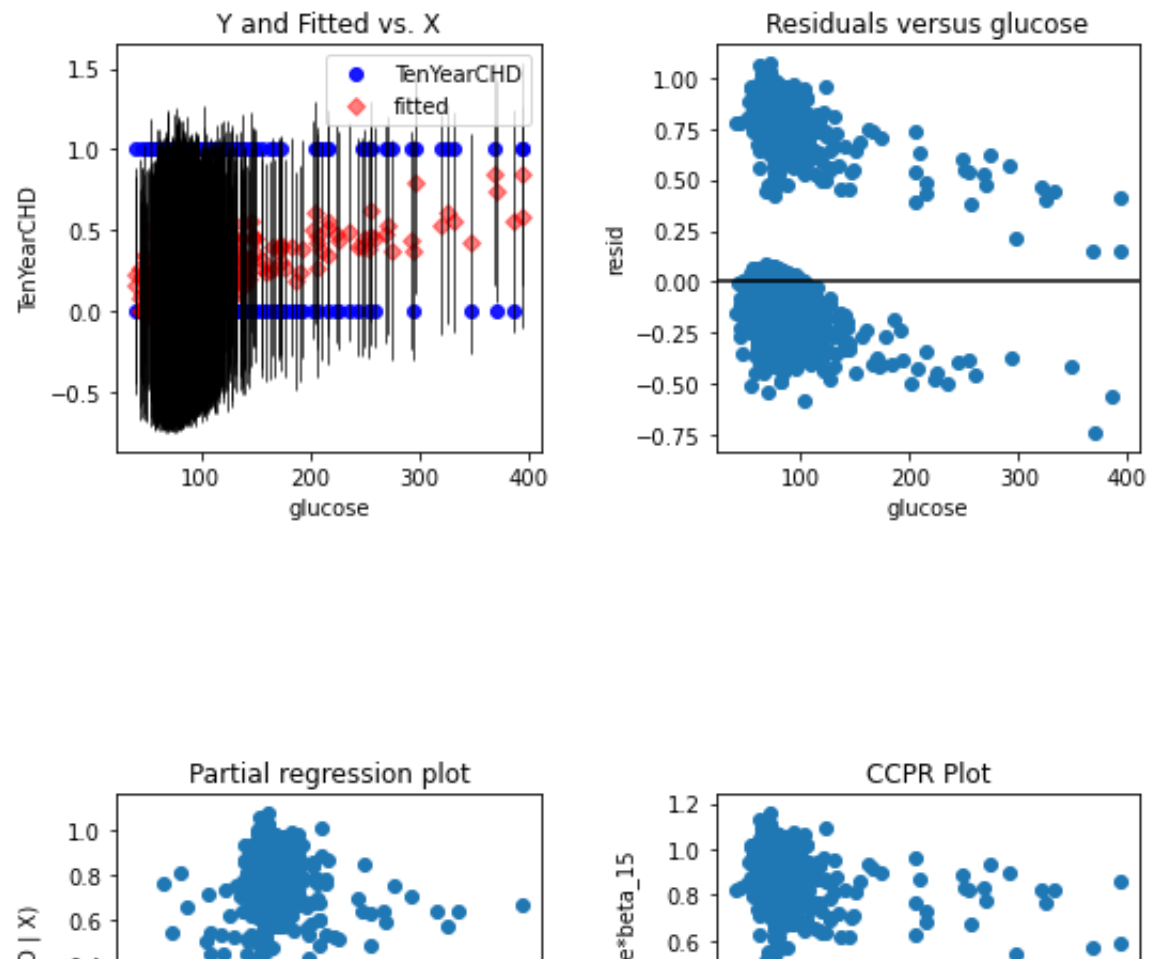 Y and Fitted vs. X
TenYearCHD
fitted
1.5
1.0
0.5
0.0
−0.5
TenYearCHD
100 200 300 400
glucose
Residuals versus glucose
1.00
0.75
0.50
0.25
0.00
−0.25
−0.50
−0.75
resid
100 200 300 400
glucose
Partial regression plot
1.0
0.8
0.6
| X)
CCPR Plot
1.2
1.0
0.8
0.6
e*beta_15